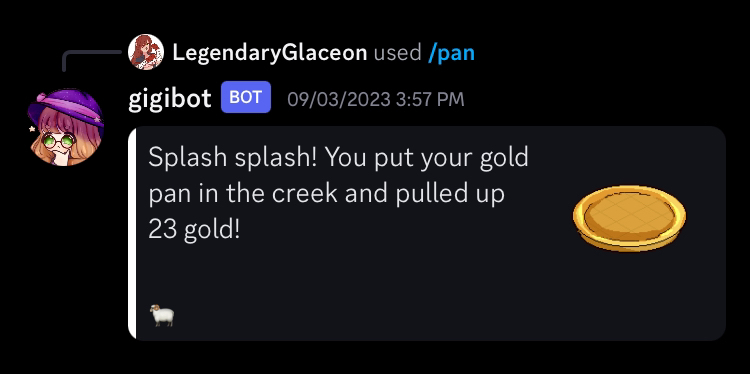 LegendaryGlaceon used /pan
gigibot BOT 09/03/2023 3:57 PM
Splash splash! You put your gold
pan in the creek and pulled up
23 gold!